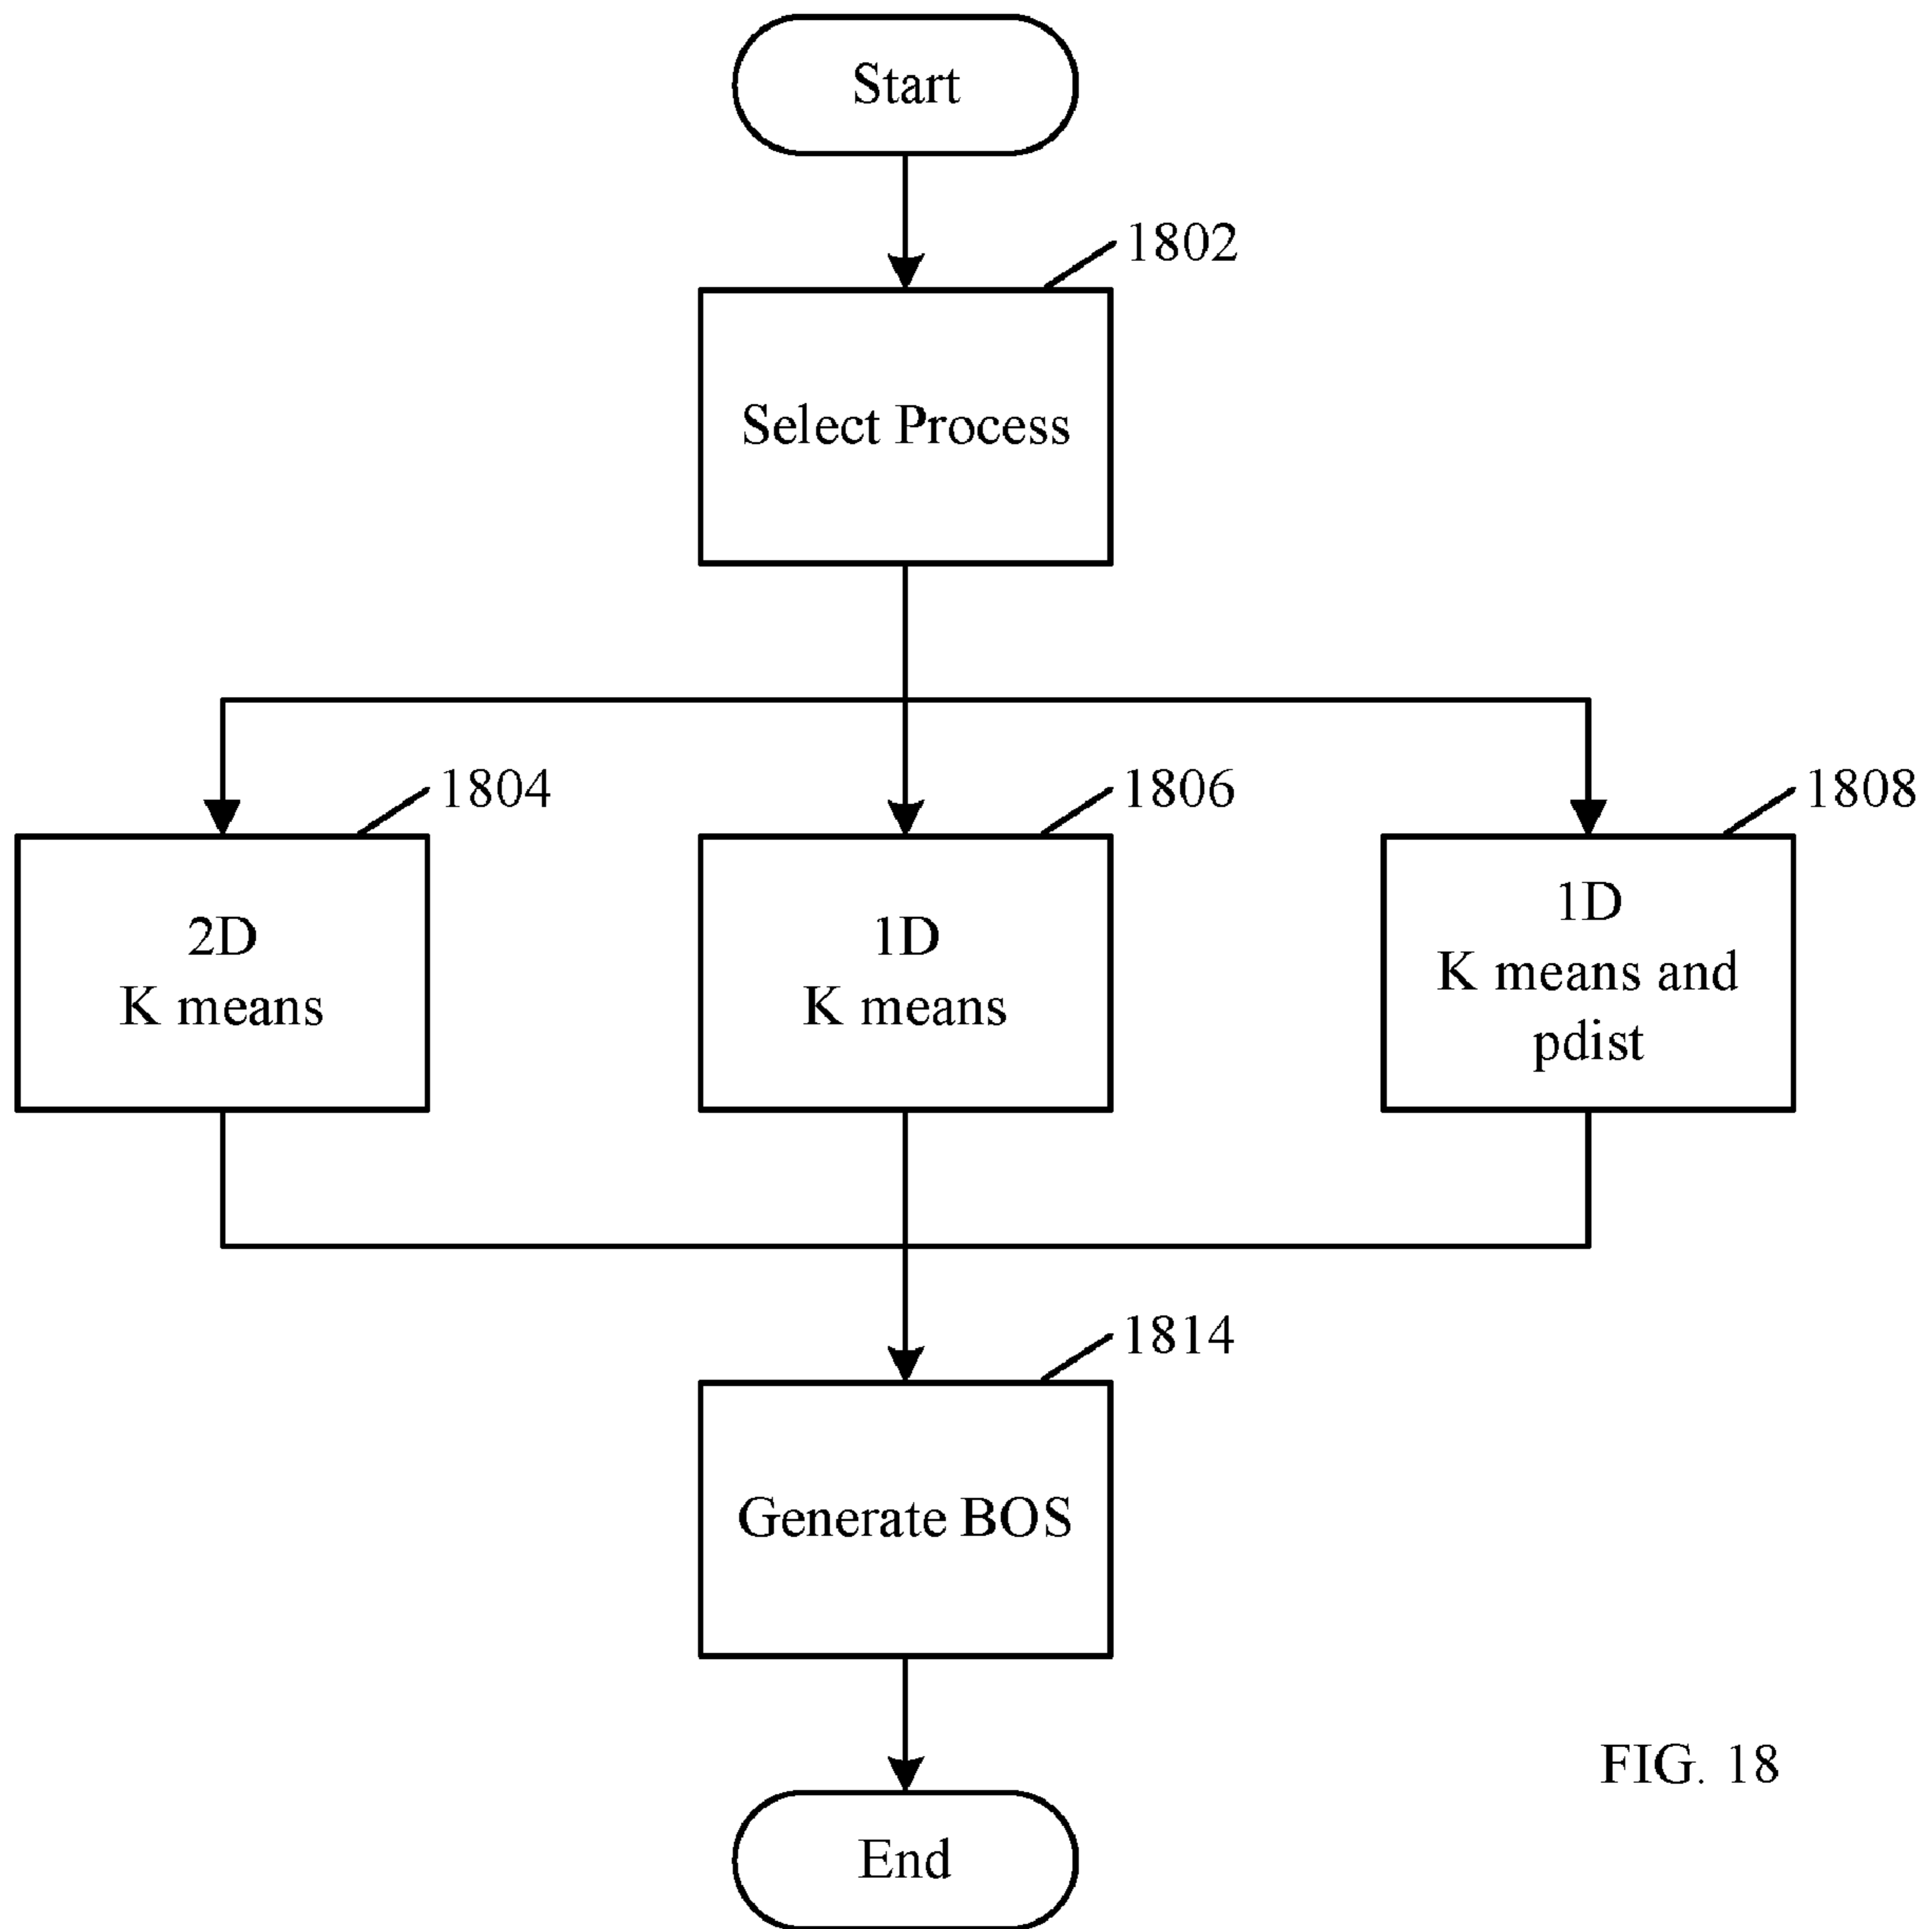 Start
1802
Select Process
1804
1806
1808
2D
K means
1D
K means
1D
K means and
pdist
1814
Generate BOS
FIG. 18
End